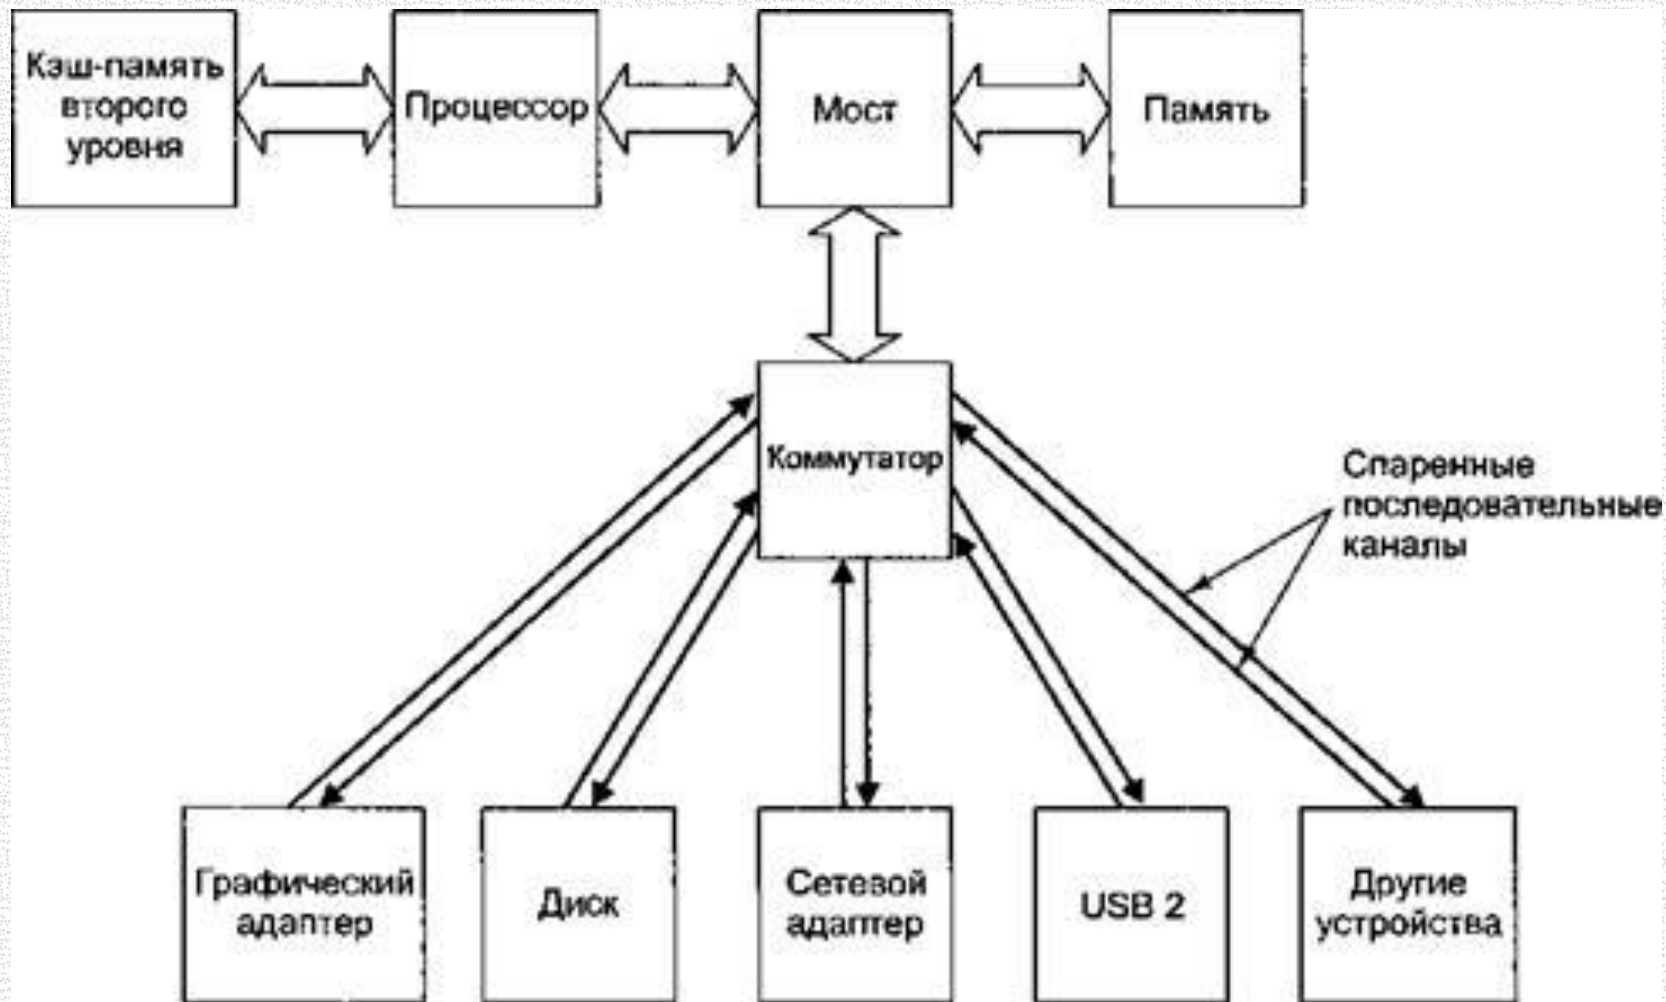 Кэш-память
второго
уровня
Процессор
Мост
Память
Коммутатор
Спаренные
последовательные
каналы
Графический
адаптер
Диск
Сетевой
адаптер
USB 2
Другие
устройства